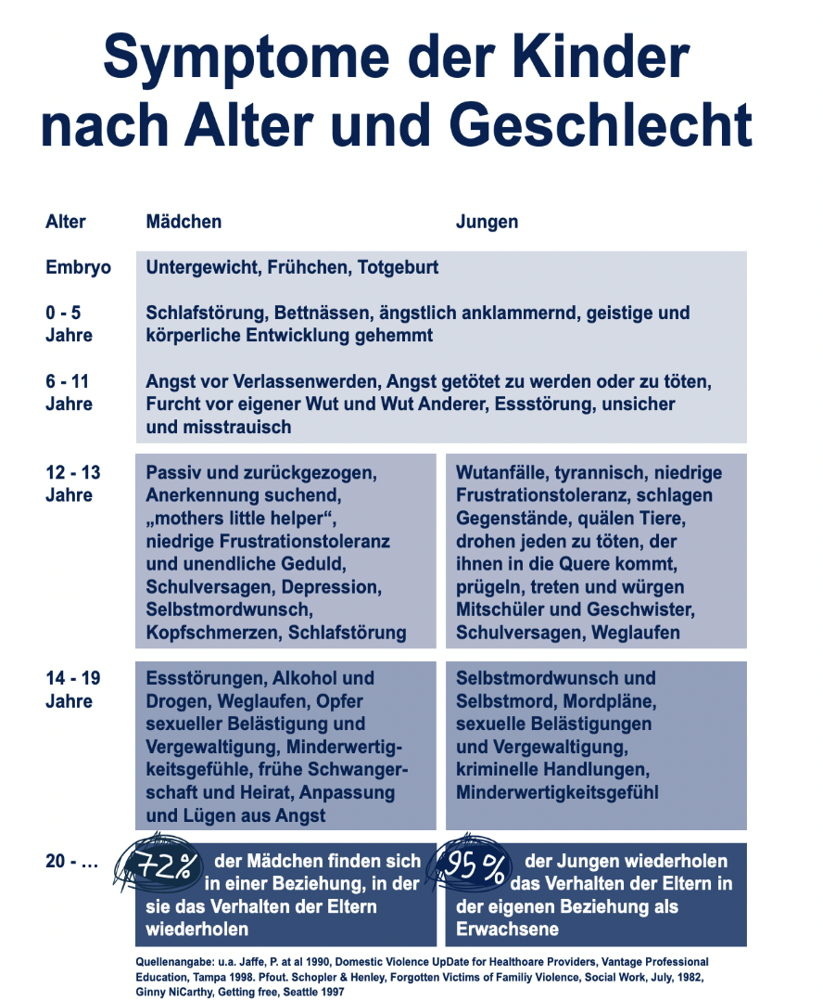 Symptome der Kinder
nach Alter und Geschlecht
Alter Mädchen Jungen
Embryo Untergewicht, Frühchen, Totgeburt
0 - 5 Schlafstörung, Bettnässen, ängstlich anklammernd, geistige und
Jahre körperliche Entwicklung gehemmt
6 - 11 Angst vor Verlassenwerden, Angst getötet zu werden oder zu töten,
Jahre Furcht vor eigener Wut und Wut Anderer, Essstörung, unsicher
und misstrauisch
12 - 13
Jahre
Passiv und zurückgezogen,
Anerkennung suchend,
„mothers little helper“,
niedrige Frustrationstoleranz
und unendliche Geduld,
Schulversagen, Depression,
Selbstmordwunsch,
Kopfschmerzen, Schlafstörung
Wutanfälle, tyrannisch, niedrige
Frustrationstoleranz, schlagen
Gegenstände, quälen Tiere,
drohen jeden zu töten, der
ihnen in die Quere kommt,
prügeln, treten und würgen
Mitschüler und Geschwister,
Schulversagen, Weglaufen
14 - 19
Jahre
Essstörungen, Alkohol und
Drogen, Weglaufen, Opfer
sexueller Belästigung und
Vergewaltigung, Minderwertig-
keitsgefühle, frühe Schwanger-
schaft und Heirat, Anpassung
und Lügen aus Angst
Selbstmordwunsch und
Selbstmord, Mordpläne,
sexuelle Belästigungen
und Vergewaltigung,
kriminelle Handlungen,
Minderwertigkeitsgefühl
20 - ...
72% der Mädchen finden sich
in einer Beziehung, in der
sie das Verhalten der Eltern
wiederholen
95% der Jungen wiederholen
das Verhalten der Eltern in
der eigenen Beziehung als
Erwachsene
Quellenangabe: u.a. Jaffe, P. at al 1990, Domestic Violence UpDate for Healthoare Providers, Vantage Professional
Education, Tampa 1998. Pfout. Schopler & Henley, Forgotten Victims of Familiy Violence, Social Work, July, 1982,
Ginny NiCarthy, Getting free, Seattle 1997